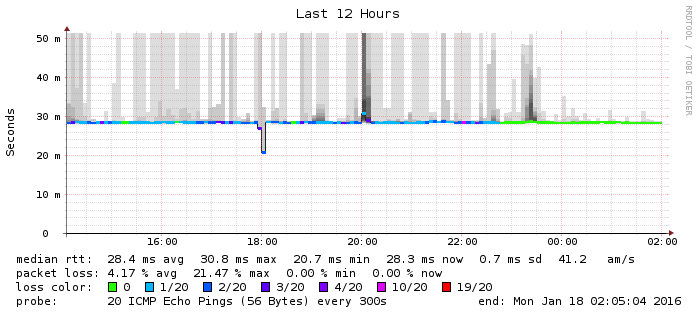 Last 12 Hours
RRDTOOL / TOBI OETIKER
Seconds
50 m
40 m
30 m
20 m
10 m
0
16:00 18:00 20:00 22:00 00:00 02:00
median rtt: 28.4 ms avg 30.8 ms max 20.7 ms min 28.3 ms now 0.7 ms sd 41.2 am/s
packet loss: 4.17 % avg 21.47 % max 0.00 % min 0.00 % now
loss color: 0 1/20 2/20 3/20 4/20 10/20 19/20
probe: 20 ICMP Echo Pings (56 Bytes) every 300s end: Mon Jan 18 02:05:04 2016